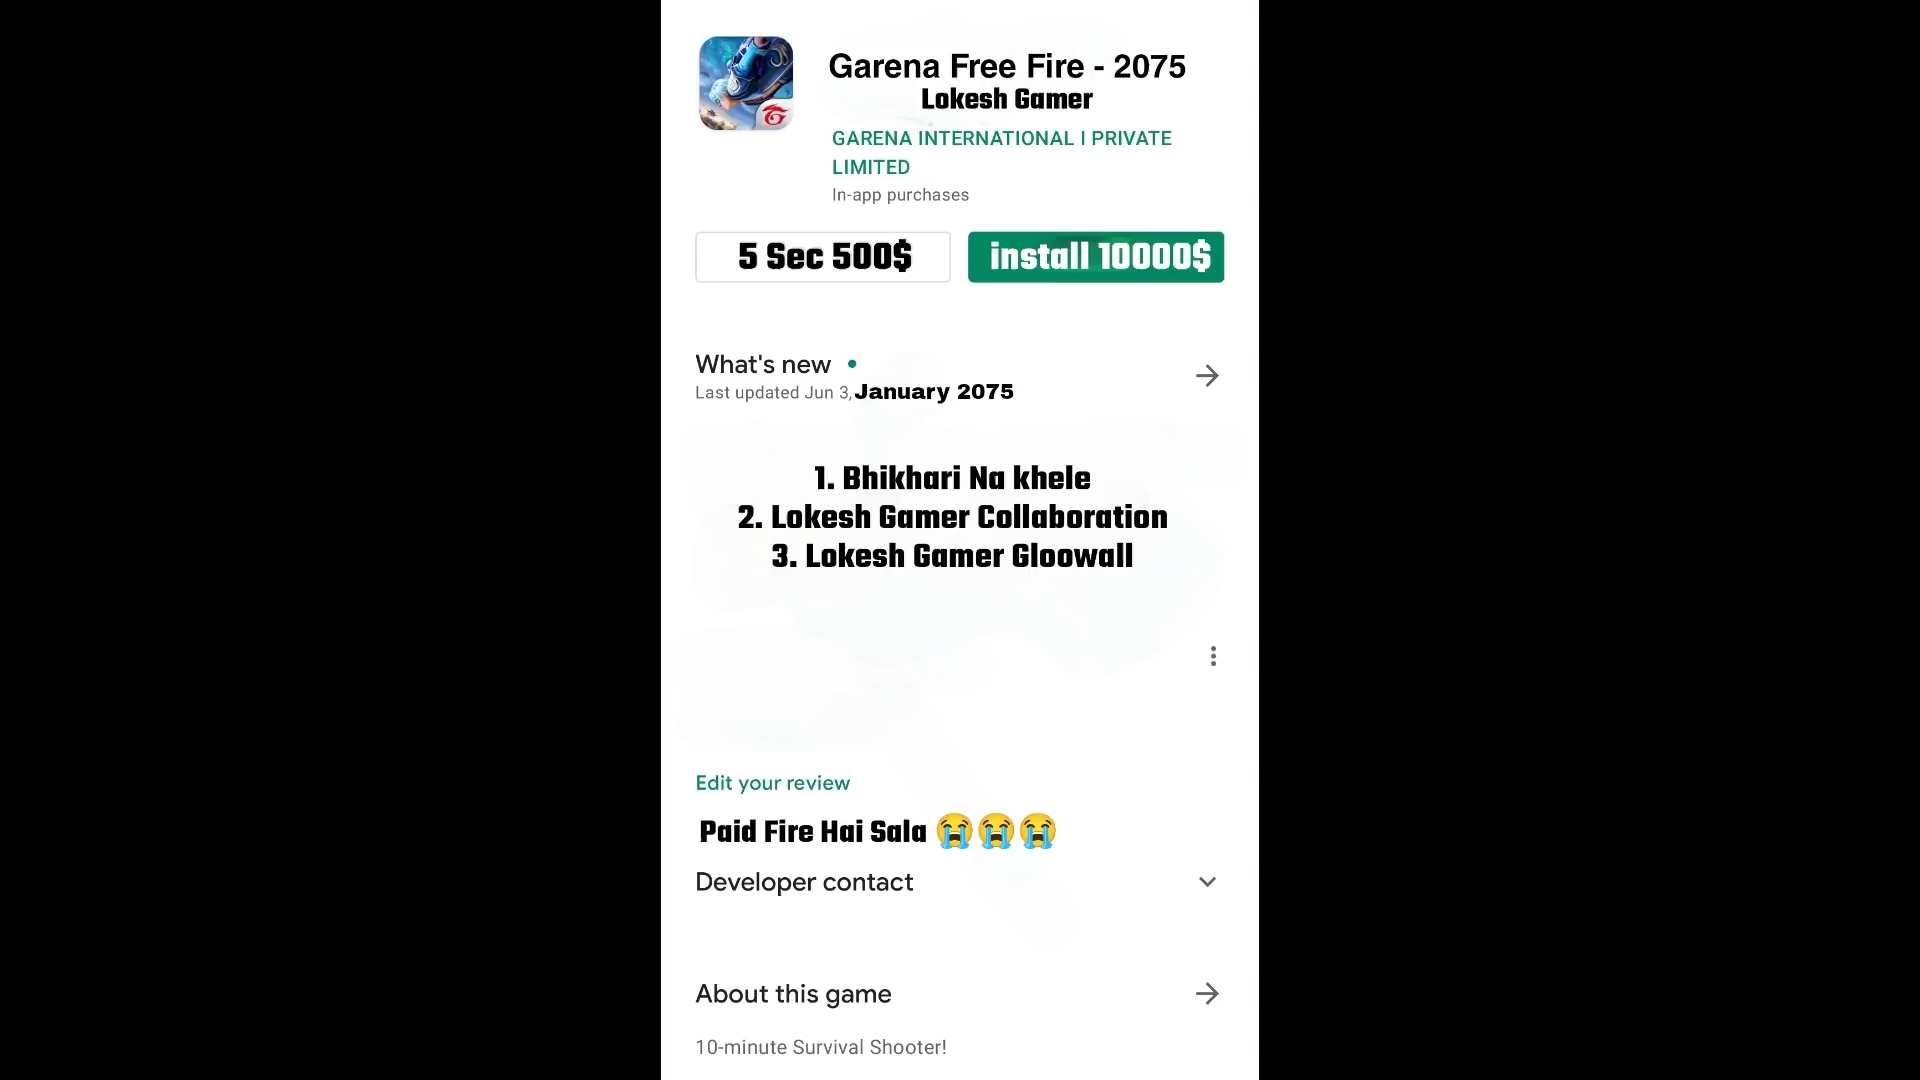 Garena Free Fire - 2075
Lokesh Gamer
GARENA INTERNATIONAL I PRIVATE
LIMITED
In-app purchases
5 Sec 500$
install 10000$
What's new
Last updated Jun 3, January 2075
1. Bhikhari Na khele
2. Lokesh Gamer Collaboration
3. Lokesh Gamer Gloowall
Edit your review
Paid Fire Hai Sala 😭😭😭
Developer contact
About this game
10-minute Survival Shooter!